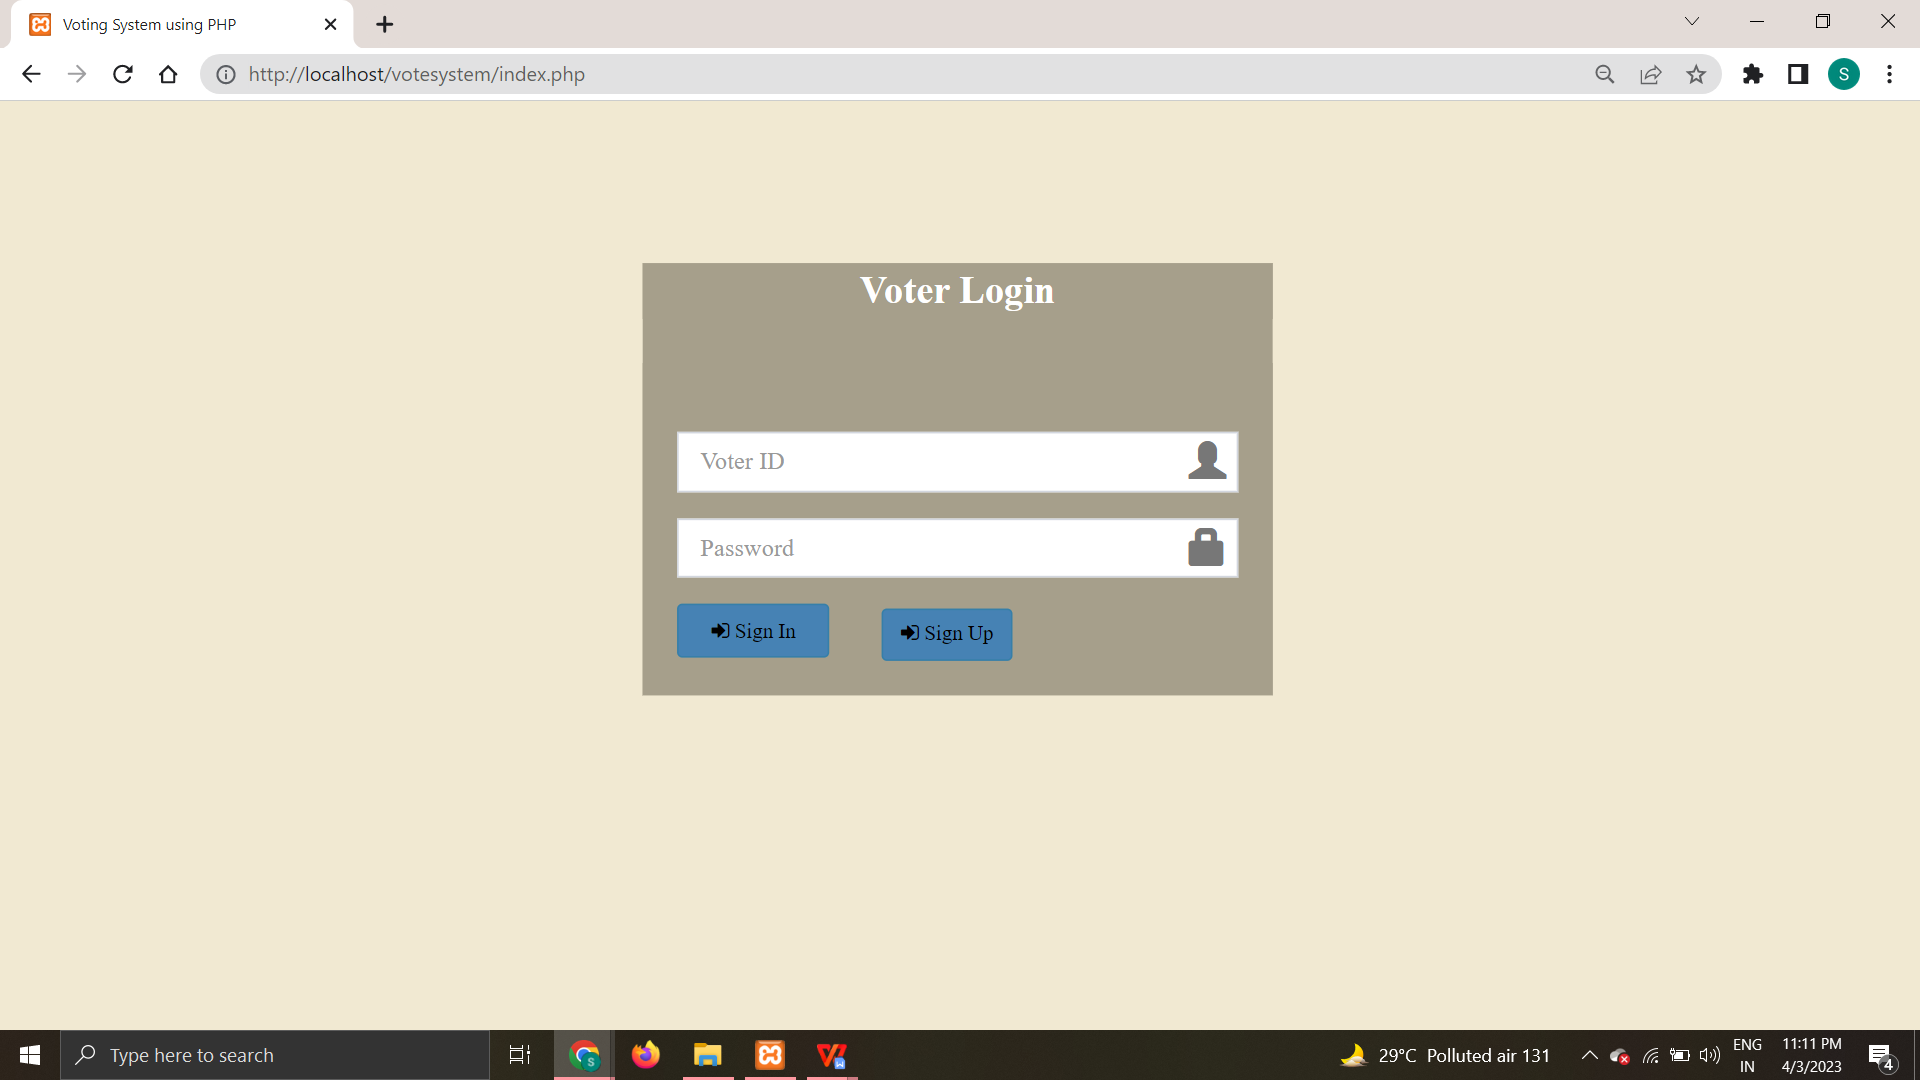 Voting System using PHP
http://localhost/votesystem/index.php
S
Voter Login
Voter ID
Password
Sign In
Sign Up
Type here to search
S
W
29°C Polluted air 131
ENG
IN
11:11 PM
4/3/2023
4